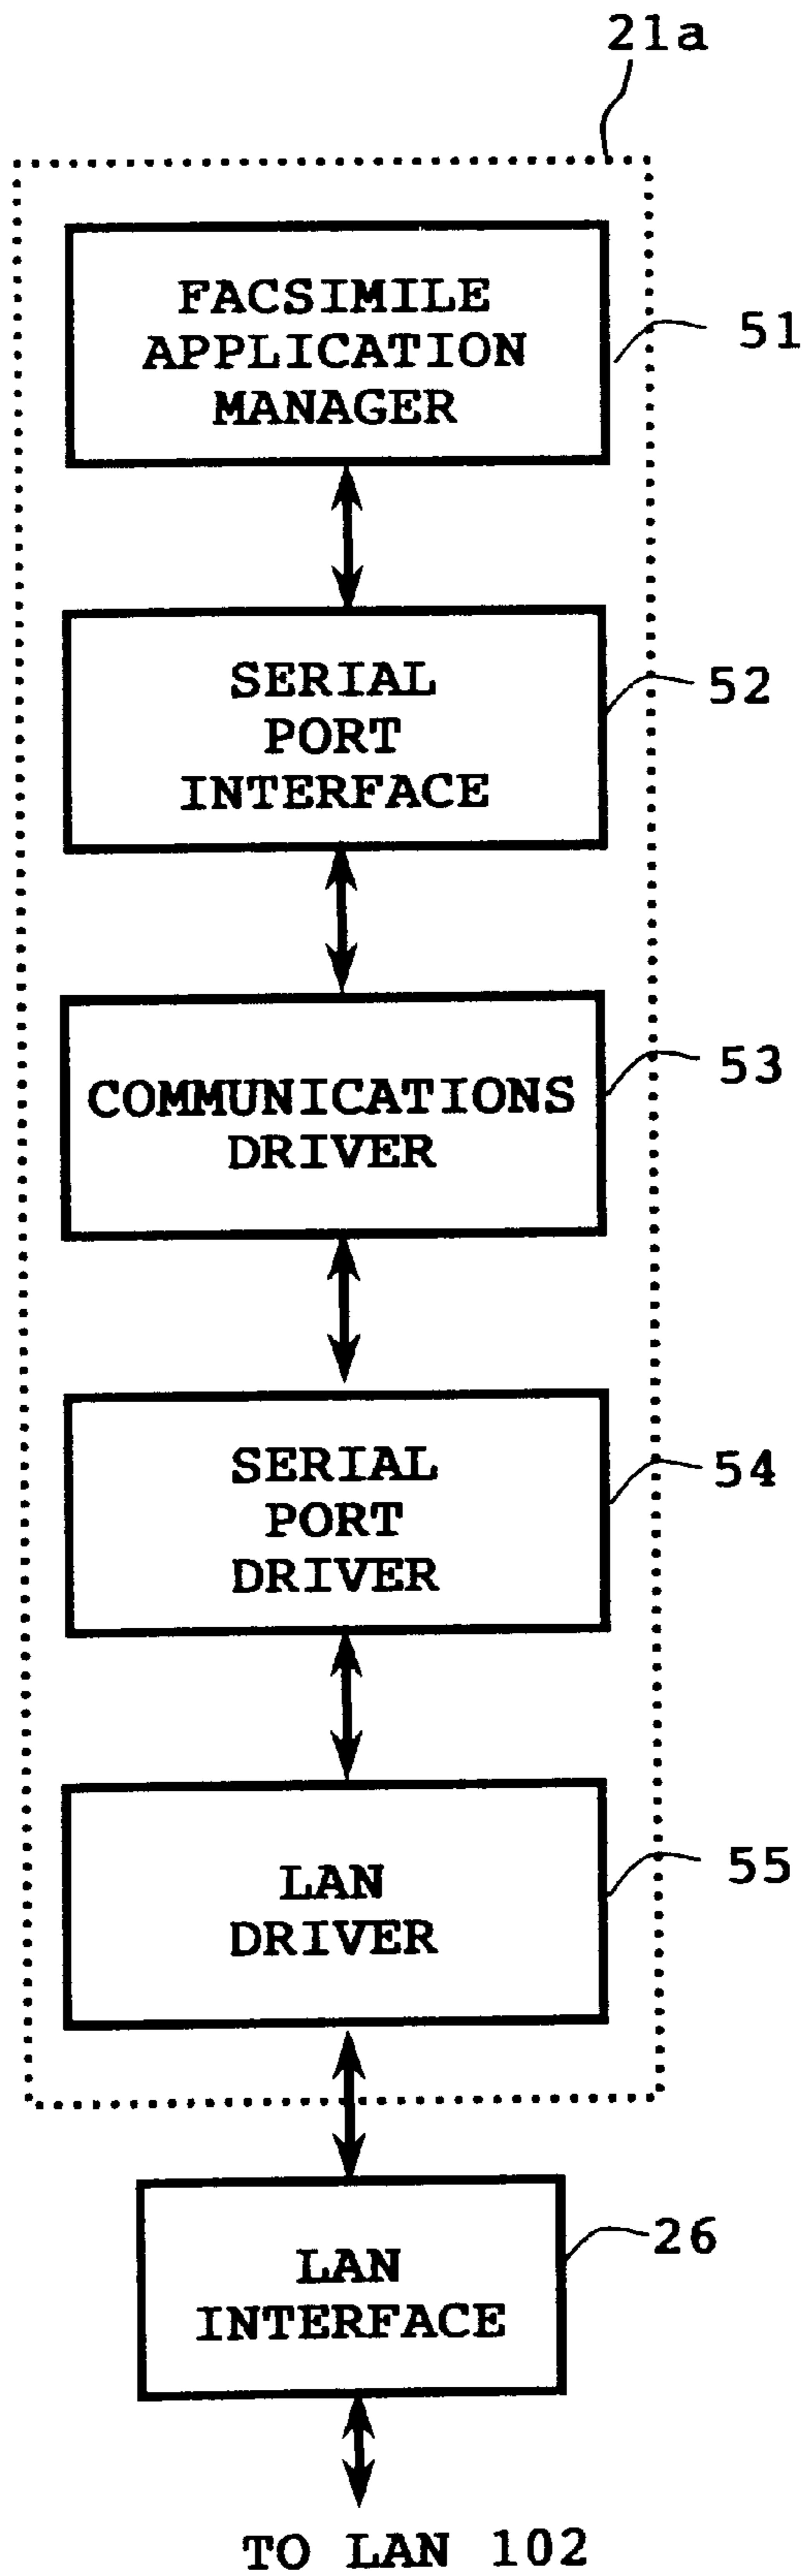 21a
FACSIMILE
APPLICATION
MANAGER
51
SERIAL
PORT
INTERFACE
52
COMMUNICATIONS
DRIVER
53
SERIAL
PORT
DRIVER
54
LAN
DRIVER
55
LAN
INTERFACE
26
TO LAN 102